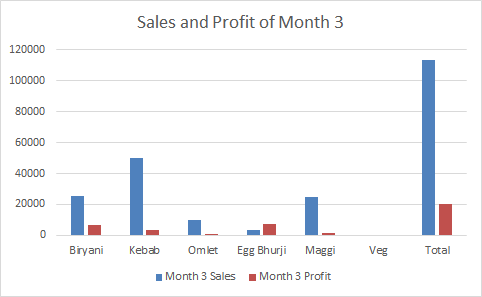 Sales and Profit of Month 3
120000
100000
80000
60000
40000
20000
0
Biryani Kebab Omlet Egg Bhurji Maggi Veg Total
Month 3 Sales Month 3 Profit